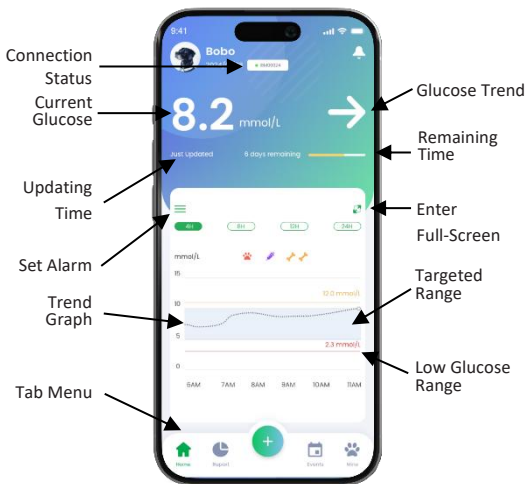 9:41
Bobo
Connection
Status
Current
Glucose
8.2 mmol/L
Glucose Trend
Just Updated
9 days remaining
Remaining
Time
Updating
Time
Enter
Full-Screen
4H
8H
12H
24H
Set Alarm
mmol/L
15
10.0 mmol/L
10
Targeted
Range
Trend
Graph
5
2.3 mmol/L
0
Low Glucose
Range
6AM 7AM 8AM 9AM 10AM 11AM
Tab Menu
+
Home
Report
Events
Mine